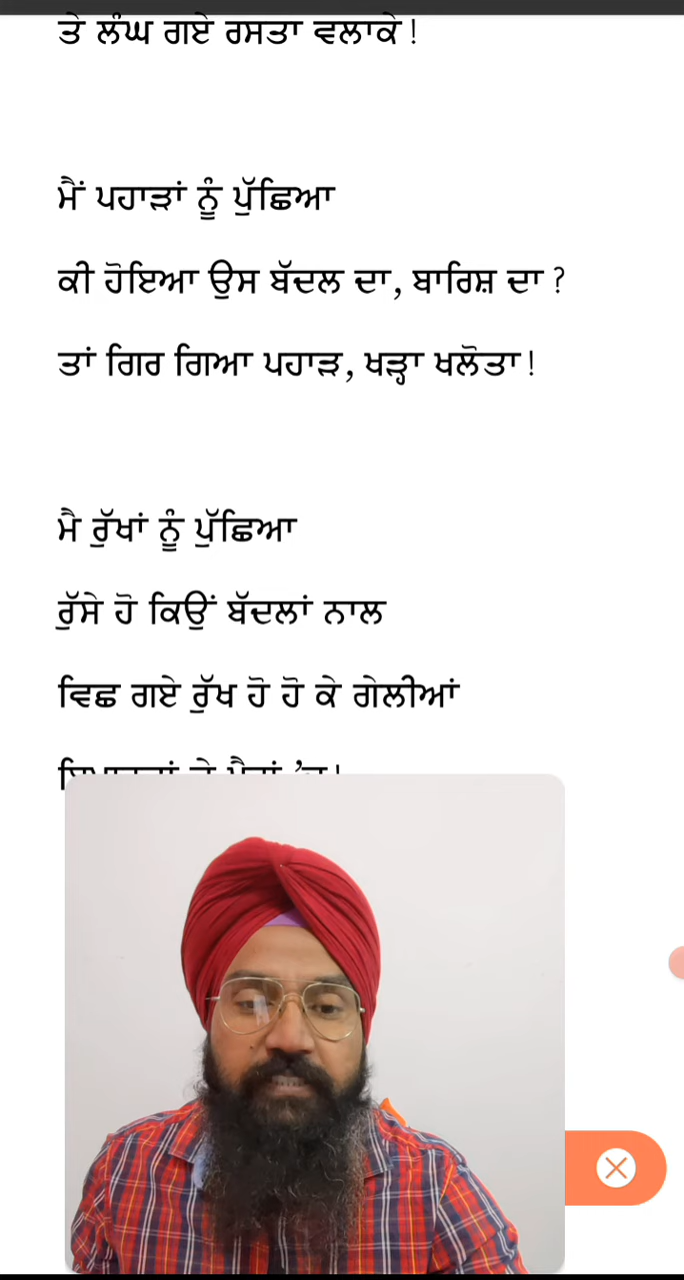 ਤੇ ਲੰਘ ਗਏ ਰਸਤਾ ਵਲਾਕੇ!
ਮੈਂ ਪਹਾੜਾਂ ਨੂੰ ਪੁੱਛਿਆ
ਕੀ ਹੋਇਆ ਉਸ ਬੱਦਲ ਦਾ, ਬਾਰਿਸ਼ ਦਾ ?
ਤਾਂ ਗਿਰ ਗਿਆ ਪਹਾੜ, ਖੜ੍ਹਾ ਖਲੋਤਾ!
ਮੈ ਰੁੱਖਾਂ ਨੂੰ ਪੁੱਛਿਆ
ਰੁੱਸੇ ਹੋ ਕਿਉਂ ਬੱਦਲਾਂ ਨਾਲ
ਵਿਛ ਗਏ ਰੁੱਖ ਹੋ ਹੋ ਕੇ ਗੇਲੀਆਂ